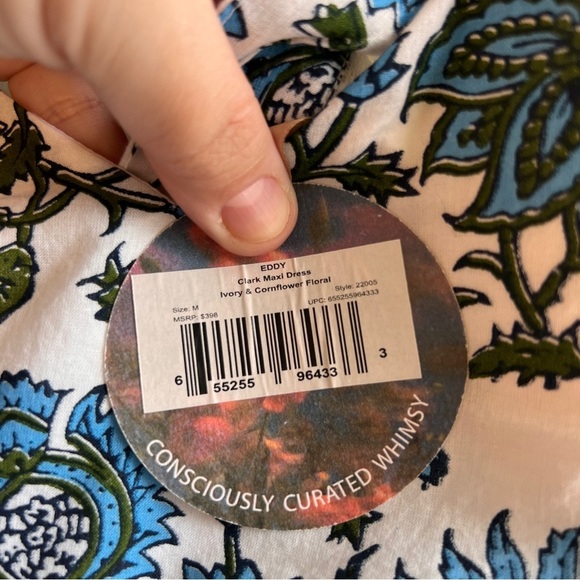 EDDY
Clark Maxi Dress
Ivory & Cornflower Floral
Size: M
Style: 22005
MSRP: $398
UPC: 655255964333
6 55255 96433 3
CONSCIOUSLY CURATED WHIMSY